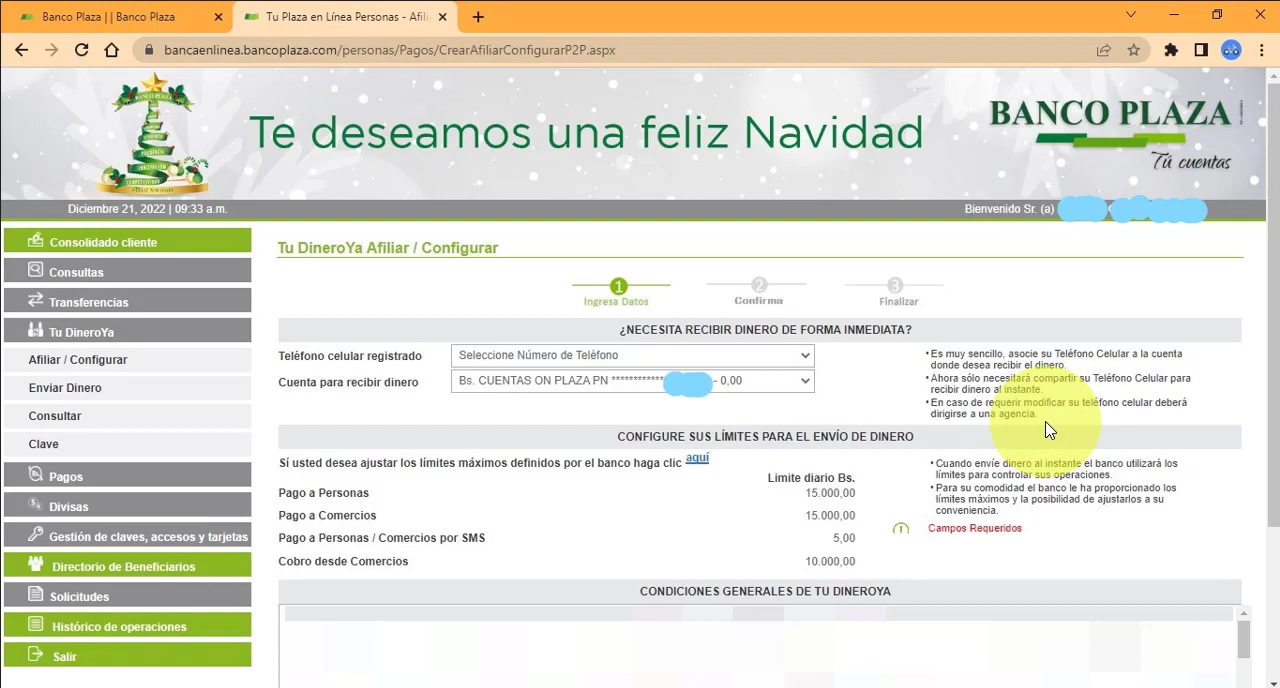 Banco Plaza | | Banco Plaza
Tu Plaza en Línea Personas - Afili
bancaenlinea.bancoplaza.com/personas/Pagos/CrearAfiliarConfigurarP2P.aspx
BANCO PLAZA
Te deseamos una feliz Navidad
BANCO PLAZA
Tú cuentas
Diciembre 21, 2022 | 09:33 a.m.
Bienvenido Sr. (a)
Consolidado cliente
Consultas
Transferencias
Tu DineroYa
Afiliar / Configurar
Enviar Dinero
Consultar
Clave
Pagos
Divisas
Gestión de claves, accesos y tarjetas
Directorio de Beneficiarios
Solicitudes
Histórico de operaciones
Salir
Tu DineroYa Afiliar / Configurar
1 2 3
Ingresa Datos Confirma Finalizar
¿NECESITA RECIBIR DINERO DE FORMA INMEDIATA?
Teléfono celular registrado Seleccione Número de Teléfono
Cuenta para recibir dinero Bs. CUENTAS ON PLAZA PN ************ - 0,00
• Es muy sencillo, asocie su Teléfono Celular a la cuenta
donde desea recibir el dinero.
• Ahora sólo necesitará compartir su Teléfono Celular para
recibir dinero al instante.
• En caso de requerir modificar su teléfono celular deberá
dirigirse a una agencia.
CONFIGURE SUS LÍMITES PARA EL ENVÍO DE DINERO
Sí usted desea ajustar los límites máximos definidos por el banco haga clic aquí
Limite diario Bs.
Pago a Personas 15.000,00
Pago a Comercios 15.000,00
Pago a Personas / Comercios por SMS 5,00
Cobro desde Comercios 10.000,00
• Cuando envíe dinero al instante el banco utilizará los
límites para controlar sus operaciones.
• Para su comodidad el banco le ha proporcionado los
límites máximos y la posibilidad de ajustarlos a su
conveniencia.
Campos Requeridos
CONDICIONES GENERALES DE TU DINEROYA